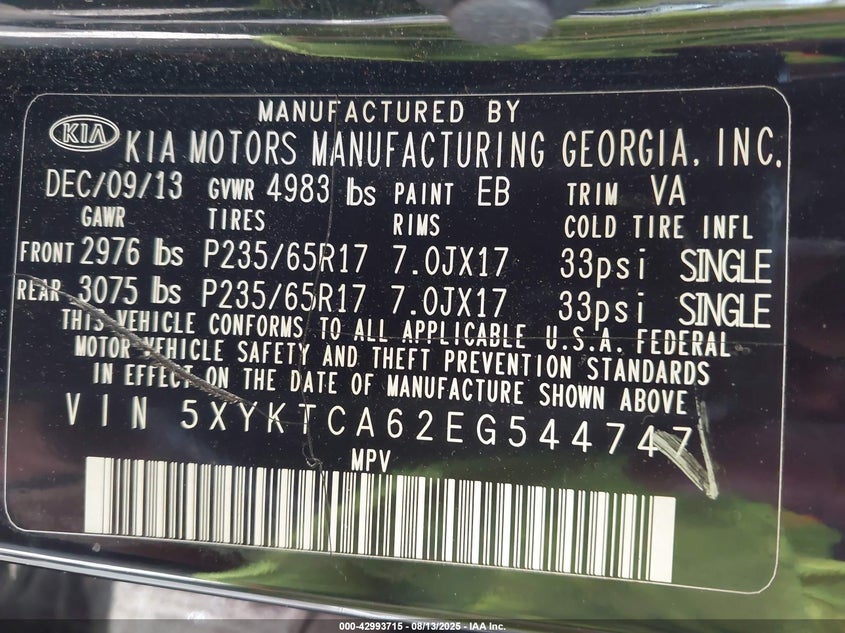 MANUFACTURED BY
KIA KIA MOTORS MANUFACTURING GEORGIA, INC.
DEC/09/13 GVWR 4983 lbs PAINT EB TRIM VA
GAWR TIRES RIMS COLD TIRE INFL
FRONT 2976 lbs P235/65R17 7.0JX17 33psi SINGLE
REAR 3075 lbs P235/65R17 7.0JX17 33psi SINGLE
THIS VEHICLE CONFORMS TO ALL APPLICABLE U.S.A. FEDERAL
MOTOR VEHICLE SAFETY AND THEFT PREVENTION STANDARDS
IN EFFECT ON THE DATE OF MANUFACTURE SHOWN ABOVE
VIN 5XYKTCA62EG544747
MPV
000-42993715 - 08/13/2025 - IAA Inc.